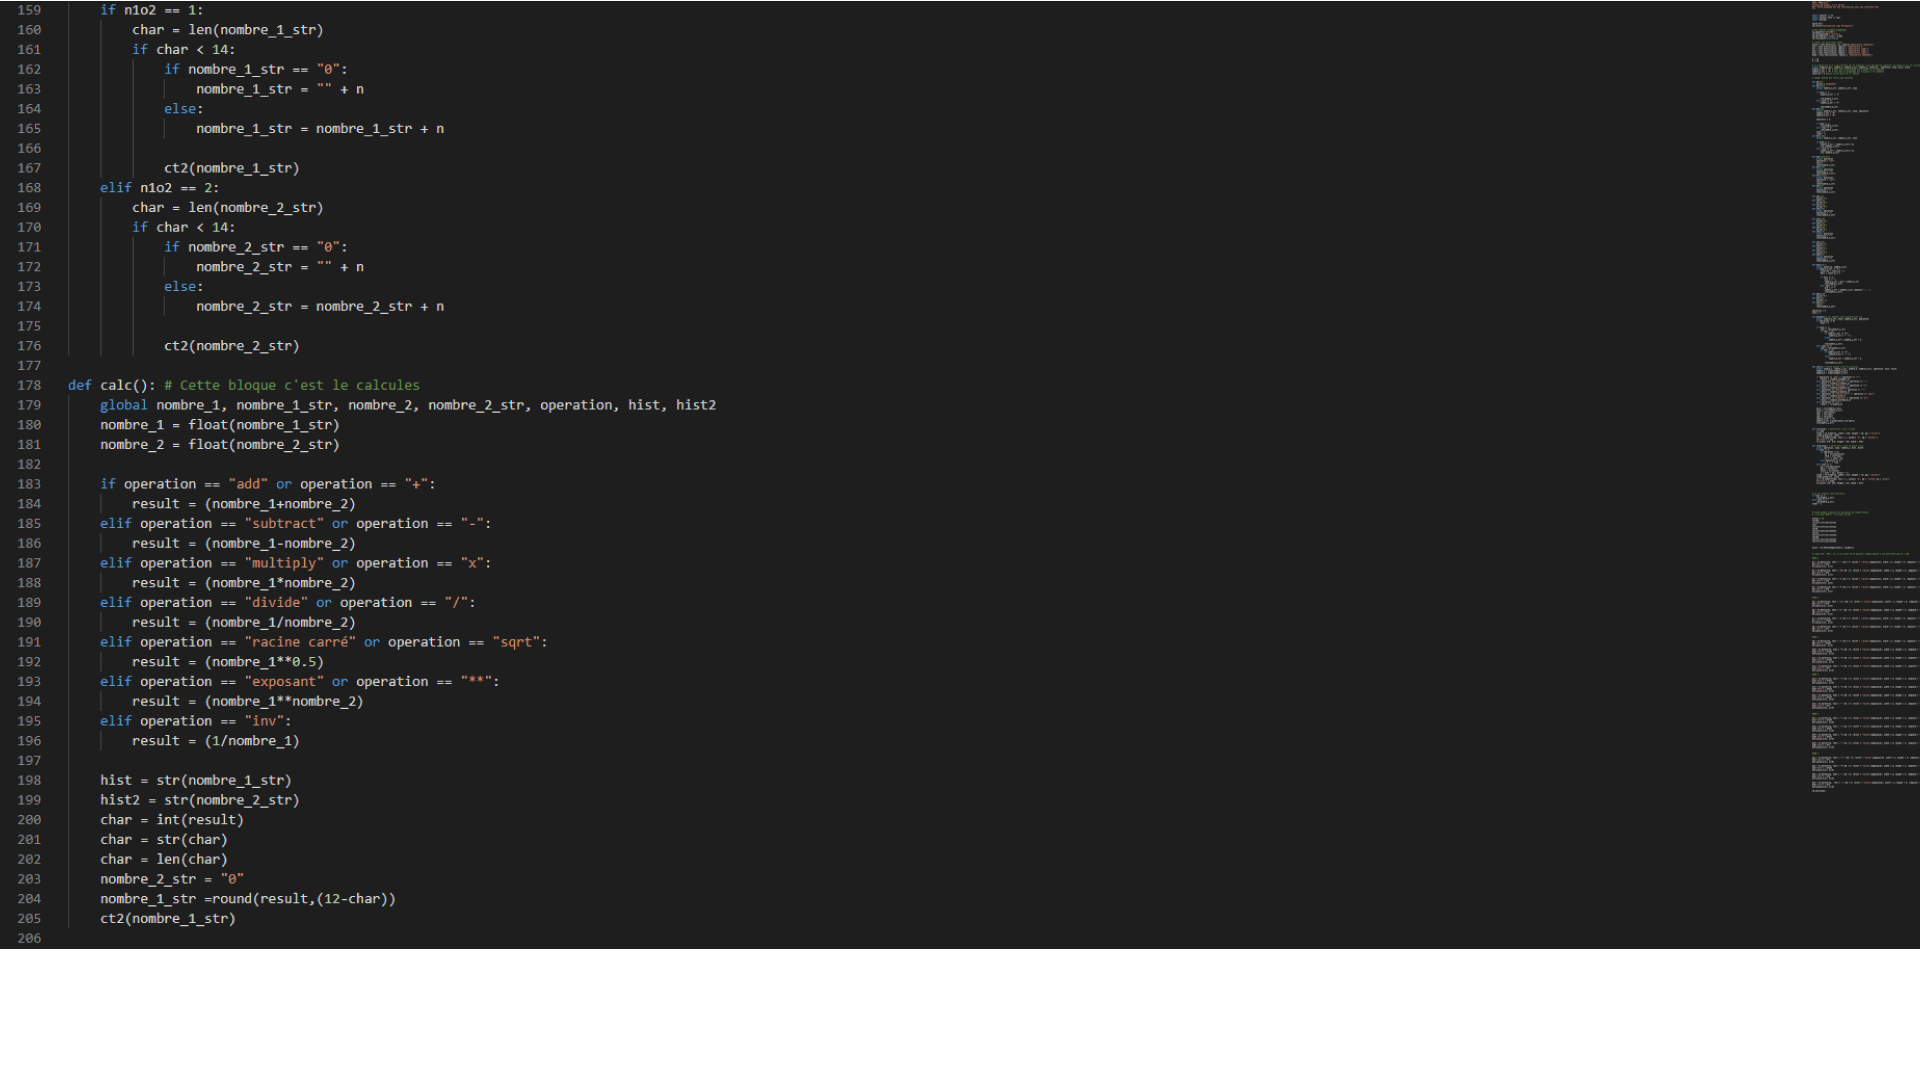 159 if n1o2 == 1:
160 char = len(nombre_1_str)
161 if char < 14:
162 if nombre_1_str == "0":
163 nombre_1_str = "" + n
164 else:
165 nombre_1_str = nombre_1_str + n
166
167 ct2(nombre_1_str)
168 elif n1o2 == 2:
169 char = len(nombre_2_str)
170 if char < 14:
171 if nombre_2_str == "0":
172 nombre_2_str = "" + n
173 else:
174 nombre_2_str = nombre_2_str + n
175
176 ct2(nombre_2_str)
177
178 def calc(): # Cette bloque c'est le calcules
179 global nombre_1, nombre_1_str, nombre_2, nombre_2_str, operation, hist, hist2
180 nombre_1 = float(nombre_1_str)
181 nombre_2 = float(nombre_2_str)
182
183 if operation == "add" or operation == "+":
184 result = (nombre_1+nombre_2)
185 elif operation == "subtract" or operation == "-":
186 result = (nombre_1-nombre_2)
187 elif operation == "multiply" or operation == "x":
188 result = (nombre_1*nombre_2)
189 elif operation == "divide" or operation == "/":
190 result = (nombre_1/nombre_2)
191 elif operation == "racine carré" or operation == "sqrt":
192 result = (nombre_1**0.5)
193 elif operation == "exposant" or operation == "**":
194 result = (nombre_1**nombre_2)
195 elif operation == "inv":
196 result = (1/nombre_1)
197
198 hist = str(nombre_1_str)
199 hist2 = str(nombre_2_str)
200 char = int(result)
201 char = str(char)
202 char = len(char)
203 nombre_2_str = "0"
204 nombre_1_str =round(result,(12-char))
205 ct2(nombre_1_str)
206